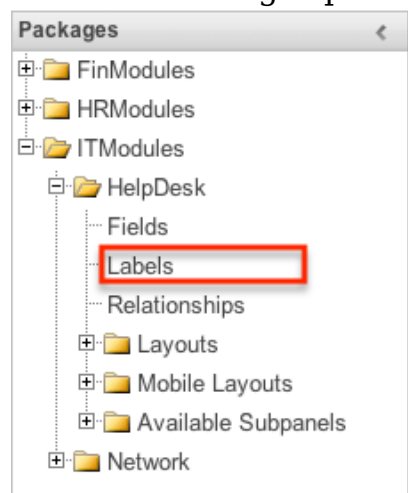 Packages
FinModules
HRModules
ITModules
HelpDesk
Fields
Labels
Relationships
Layouts
Mobile Layouts
Available Subpanels
Network